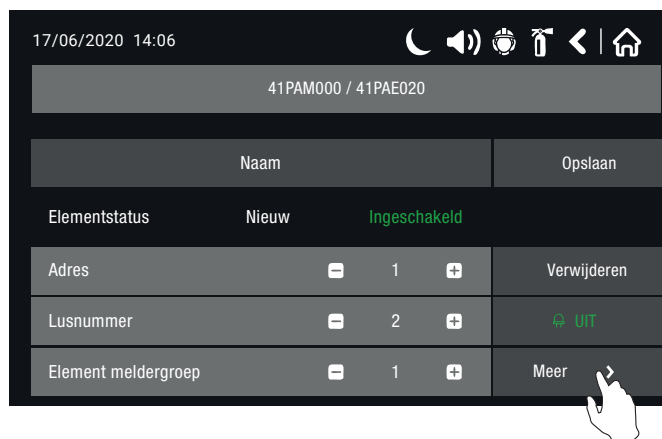 17/06/2020 14:06
41PAM000 / 41PAE020
Naam Opslaan
Elementstatus Nieuw Ingeschakeld
Adres 1 Verwijderen
Lusnummer 2 UIT
Element meldergroep 1 Meer